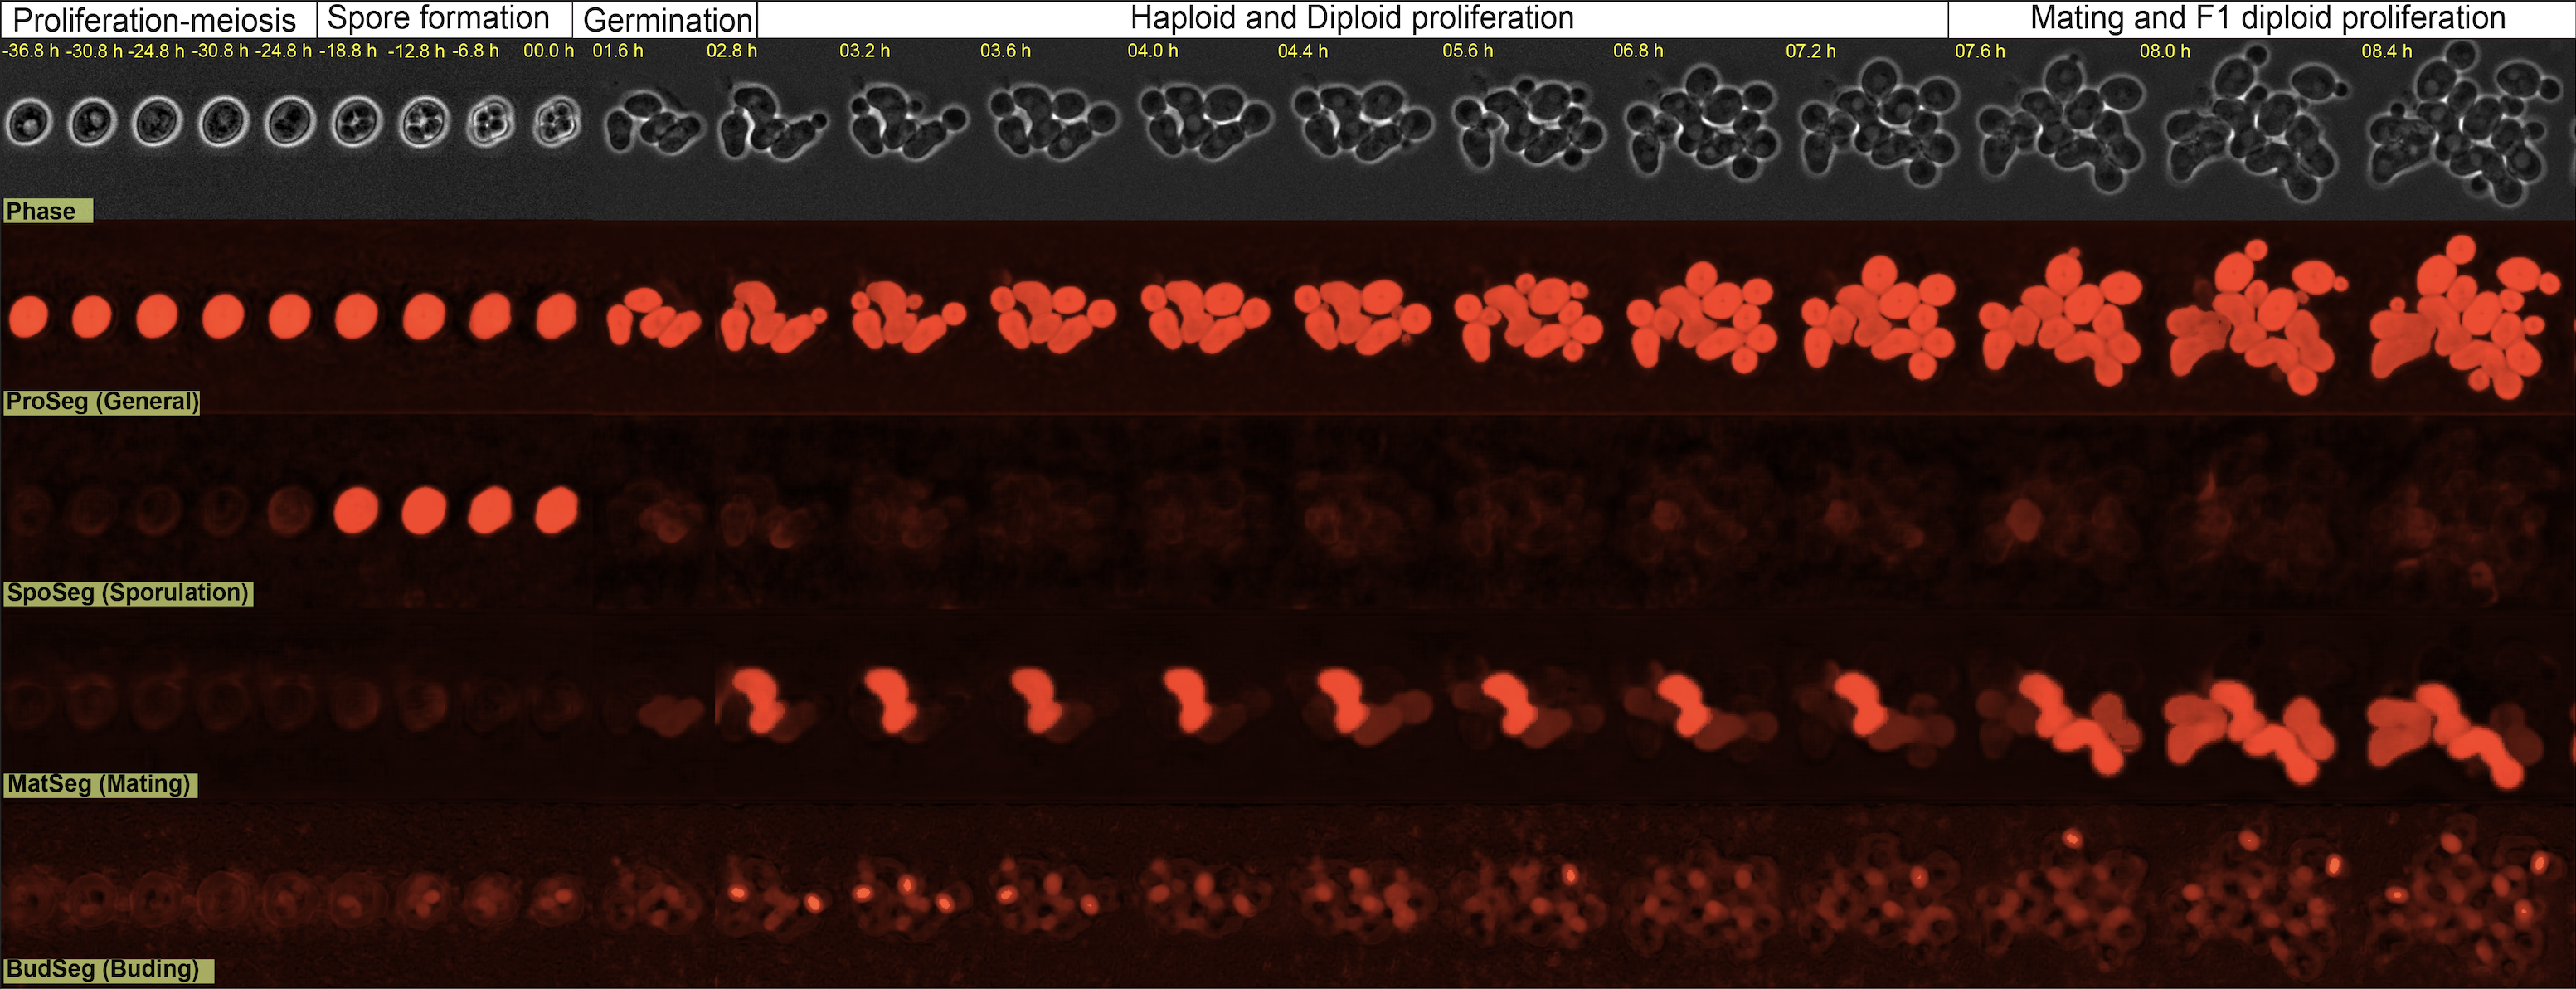 Proliferation-meiosis Spore formation Germination Haploid and Diploid proliferation Mating and F1 diploid proliferation
-36.8 h -30.8 h -24.8 h -30.8 h -24.8 h -18.8 h -12.8 h -6.8 h 00.0 h 01.6 h 02.8 h 03.2 h 03.6 h 04.0 h 04.4 h 05.6 h 06.8 h 07.2 h 07.6 h 08.0 h 08.4 h
Phase
ProSeg (General)
SpoSeg (Sporulation)
MatSeg (Mating)
BudSeg (Buding)